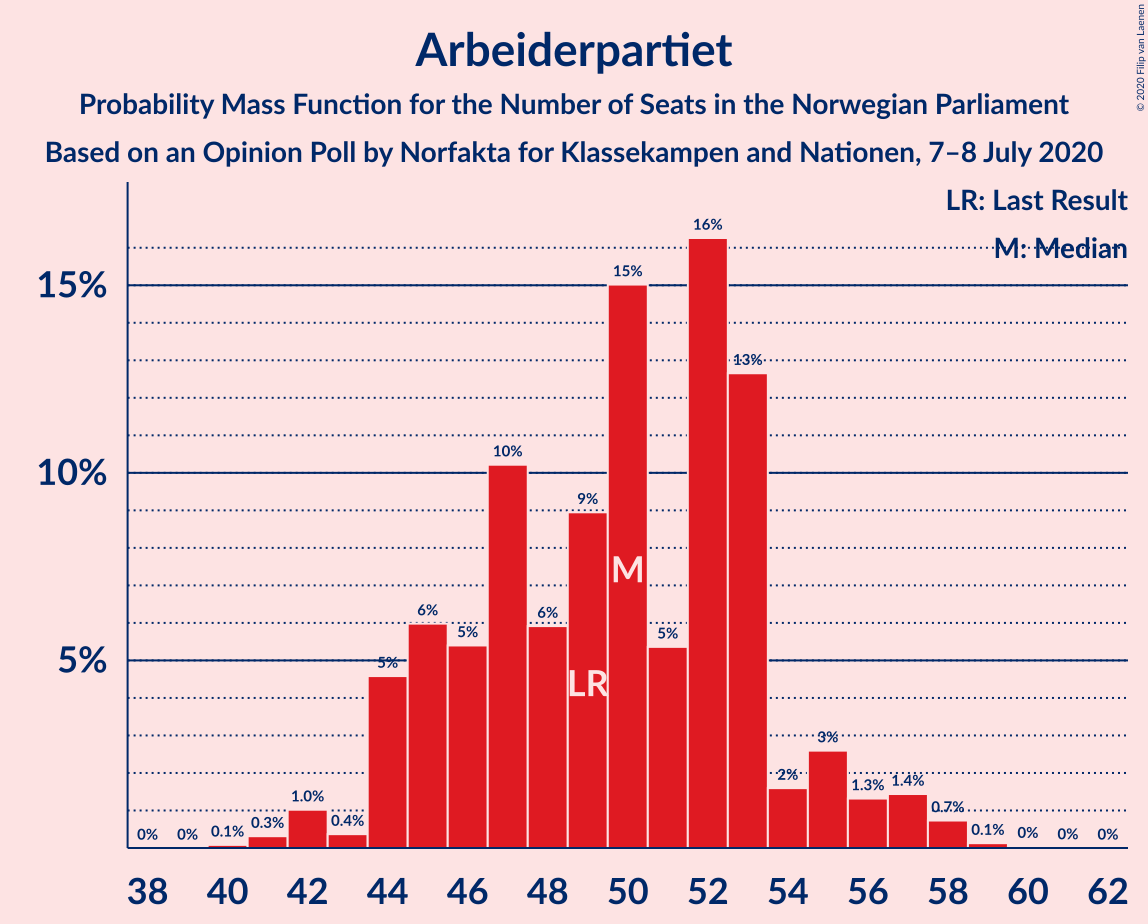 Arbeiderpartiet
Probability Mass Function for the Number of Seats in the Norwegian Parliament
Based on an Opinion Poll by Norfakta for Klassekampen and Nationen, 7–8 July 2020
© 2020 Filip van Laenen
LR: Last Result
M: Median
15%
10%
5%
0% 0% 0.1% 0.3% 1.0% 0.4% 5% 6% 5% 10% 6% 9% 15% 5% 16% 13% 2% 3% 1.3% 1.4% 0.7% 0.1% 0% 0% 0%
M
LR
38 40 42 44 46 48 50 52 54 56 58 60 62